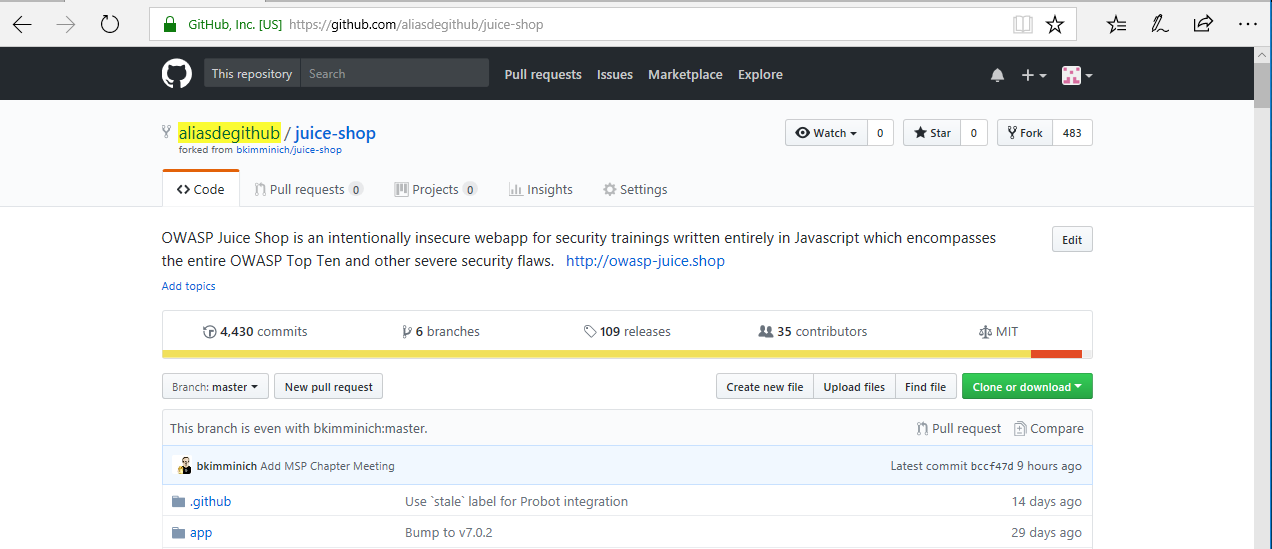 GitHub, Inc. [US] https://github.com/aliasdegithub/juice-shop
This repository Search Pull requests Issues Marketplace Explore
aliasdegithub / juice-shop Watch 0 Star 0 Fork 483
forked from bkimminich/juice-shop
Code Pull requests 0 Projects 0 Insights Settings
OWASP Juice Shop is an intentionally insecure webapp for security trainings written entirely in Javascript which encompasses
the entire OWASP Top Ten and other severe security flaws. http://owasp-juice.shop
Edit
Add topics
4,430 commits 6 branches 109 releases 35 contributors MIT
Branch: master New pull request Create new file Upload files Find file Clone or download
This branch is even with bkimminich:master. Pull request Compare
bkimminich Add MSP Chapter Meeting Latest commit bccf47d 9 hours ago
.github Use `stale` label for Probot integration 14 days ago
app Bump to v7.0.2 29 days ago